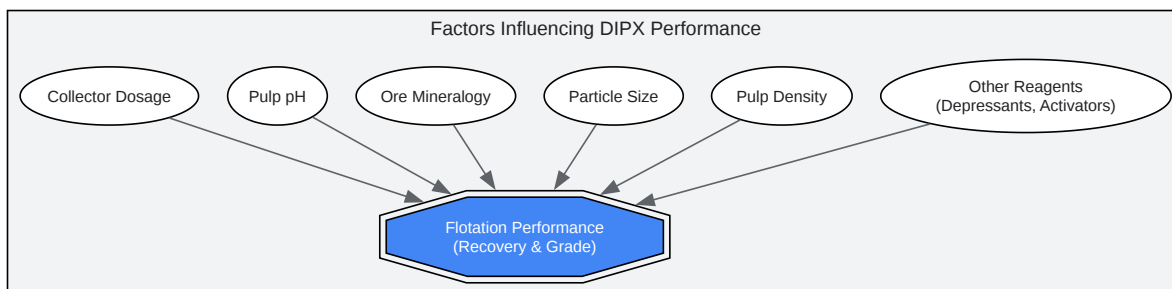 Factors Influencing DIPX Performance
Collector Dosage
Pulp pH
Ore Mineralogy
Particle Size
Pulp Density
Other Reagents
(Depressants, Activators)
Flotation Performance
(Recovery & Grade)